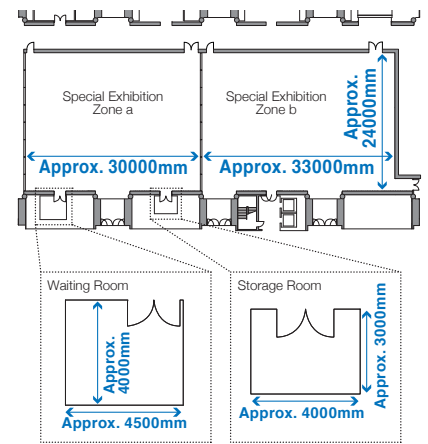 Special Exhibition
Zone a
Special Exhibition
Zone b
Approx.
24000mm
Approx. 30000mm
Approx. 33000mm
Waiting Room
Approx.
4000mm
Approx. 4500mm
Storage Room
Approx. 3000mm
Approx. 4000mm